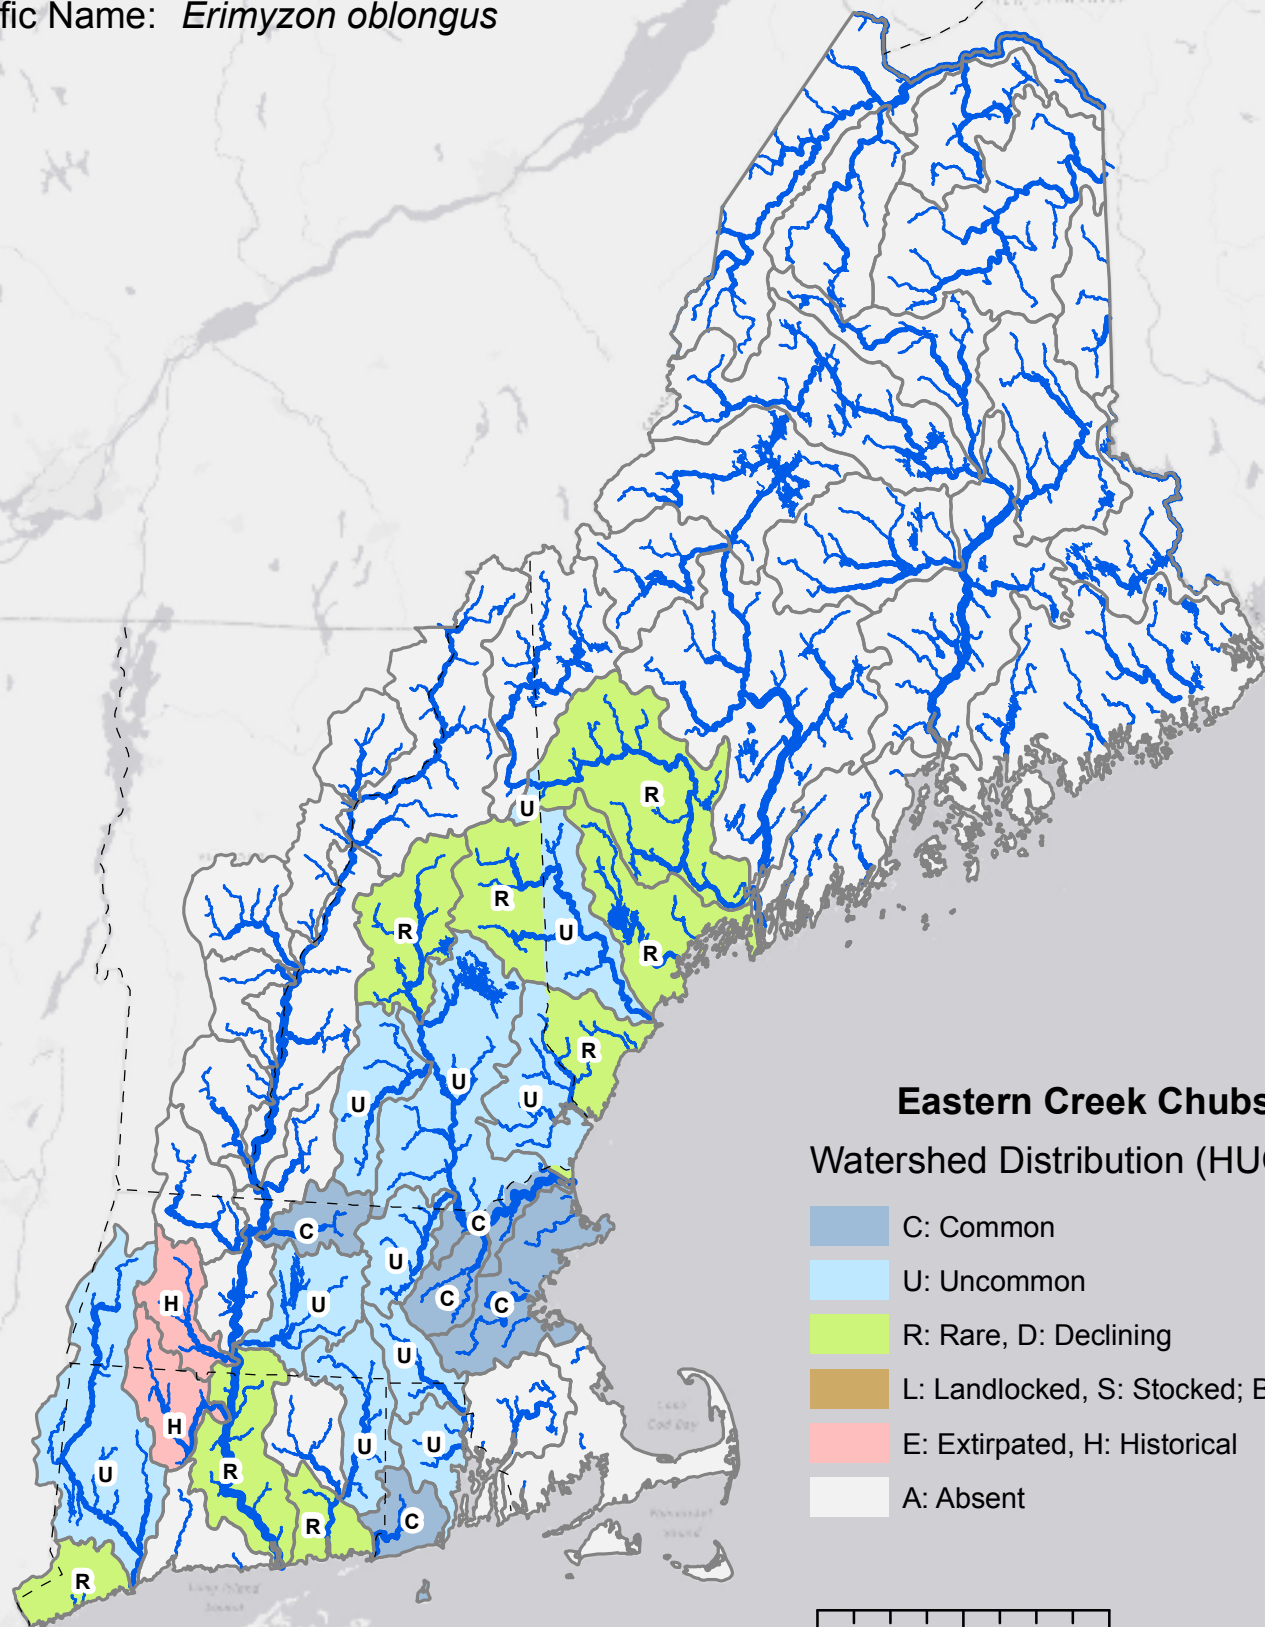 fic Name: Erimyzon oblongus
R
U
R
R
U
R
R
U
U
U
C
C
U
H
U
C
C
U
H
U
U
U
R
R
C
R
Eastern Creek Chubs
Watershed Distribution (HU
C: Common
U: Uncommon
R: Rare, D: Declining
L: Landlocked, S: Stocked; B
E: Extirpated, H: Historical
A: Absent